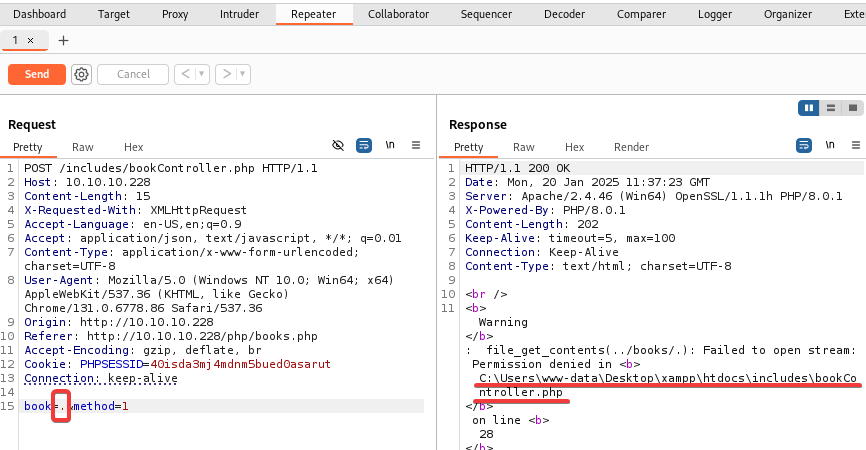 Dashboard Target Proxy Intruder Repeater Collaborator Sequencer Decoder Comparer Logger Organizer Exte
1 × +
Send Cancel < ▾ > ▾
Request
Pretty Raw Hex \n ≡
1 POST /includes/bookController.php HTTP/1.1
2 Host: 10.10.10.228
3 Content-Length: 15
4 X-Requested-With: XMLHttpRequest
5 Accept-Language: en-US,en;q=0.9
6 Accept: application/json, text/javascript, */*; q=0.01
7 Content-Type: application/x-www-form-urlencoded;
charset=UTF-8
8 User-Agent: Mozilla/5.0 (Windows NT 10.0; Win64; x64)
AppleWebKit/537.36 (KHTML, like Gecko)
Chrome/131.0.6778.86 Safari/537.36
9 Origin: http://10.10.10.228
10 Referer: http://10.10.10.228/php/books.php
11 Accept-Encoding: gzip, deflate, br
12 Cookie: PHPSESSID=40isda3mj4mdnm5bued0asarut
13 Connection: keep-alive
14
15 book=.&method=1
Response
Pretty Raw Hex Render \n ≡
1 HTTP/1.1 200 OK
2 Date: Mon, 20 Jan 2025 11:37:23 GMT
3 Server: Apache/2.4.46 (Win64) OpenSSL/1.1.1h PHP/8.0.1
4 X-Powered-By: PHP/8.0.1
5 Content-Length: 202
6 Keep-Alive: timeout=5, max=100
7 Connection: Keep-Alive
8 Content-Type: text/html; charset=UTF-8
9
10 <br />
11 <b>
Warning
</b>
: file_get_contents(../books/.): Failed to open stream:
Permission denied in <b>
C:\Users\www-data\Desktop\xampp\htdocs\includes\bookCo
ntroller.php
</b>
on line <b>
28
</b>